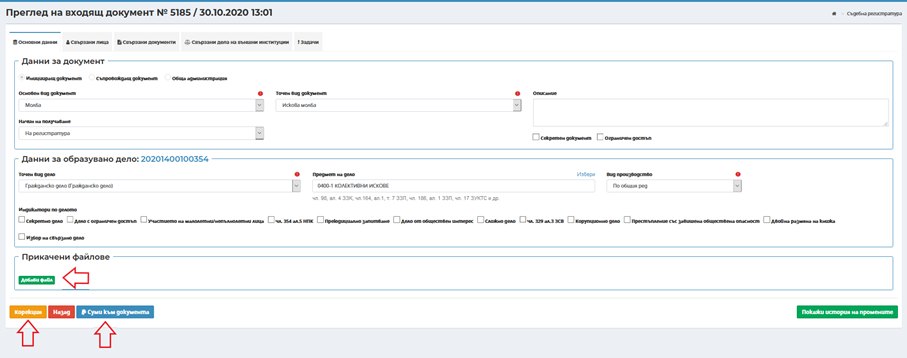 Преглед на входящ документ № 5185 / 30.10.2020 13:01
Съдебна регистратура
Основни данни Свързани лица Свързани документи Свързани дела на външни институции Задачи
Данни за документ
Иницииращ документ Съпровождащ документ Обща администрация
Основен вид документ Точен вид документ Описание
Молба Искова молба
Начин на получаване
На регистратура
Секретен документ Ограничен достъп
Данни за образувано дело: 20201400100354
Точен вид дело Предмет на дело Избери Вид производство
Гражданско дело (Гражданско дело) 0400-1 КОЛЕКТИВНИ ИСКОВЕ По общия ред
чл. 98, ал. 4 ЗЗК, чл.164, ал.1, т. 7 ЗЗП, чл. 186, ал. 1 ЗЗП, чл. 17 ЗУКТС и др.
Индикатори по дело
Секретно дело Дело с ограничен достъп Участието на малолетни/непълнолетни лица чл. 354 ал.5 НПК Преюдициално запитване Дело от обществен интерес Сложно дело чл. 329 ал.3 ЗСВ Корупционно дело Престъпление със завишена обществена опасност Двойна размяна на книжа
Избор на свързано дело
Прикачени файлове
Добави файл
Корекция Назад Суми към документа Покажи история на промените